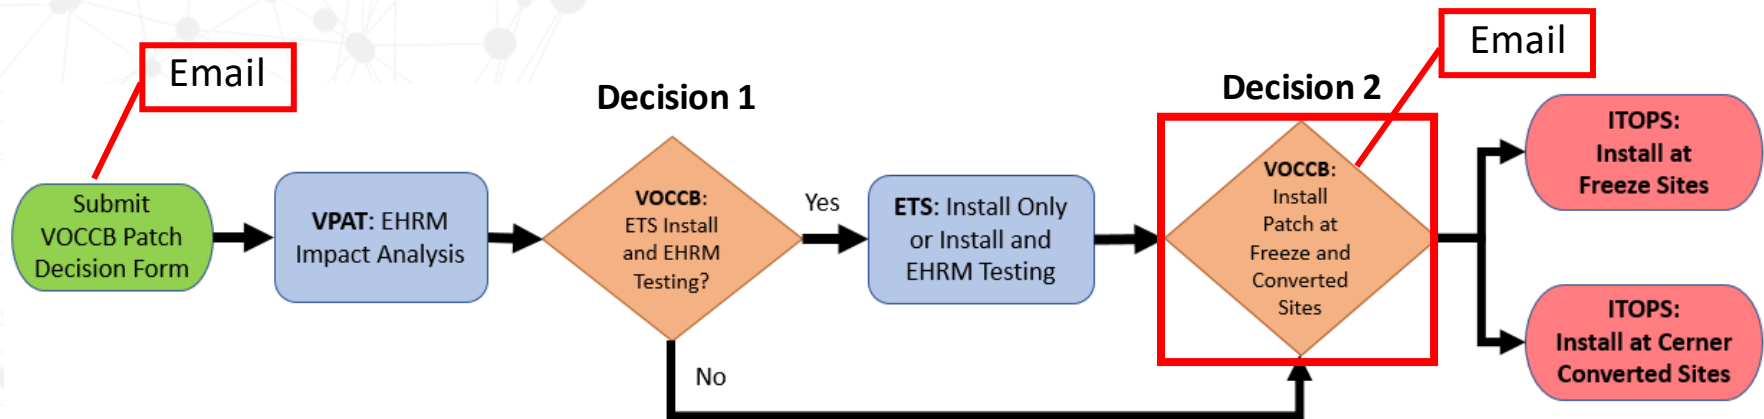 Email
Submit
VOCCB Patch
Decision Form
VPAT: EHRM
Impact Analysis
Decision 1
VOCCB:
ETS Install
and EHRM
Testing?
Yes
No
ETS: Install Only
or Install and
EHRM Testing
Decision 2
Email
VOCCB:
Install
Patch at
Freeze and
Converted
Sites
ITOPS:
Install at
Freeze Sites
ITOPS:
Install at Cerner
Converted Sites